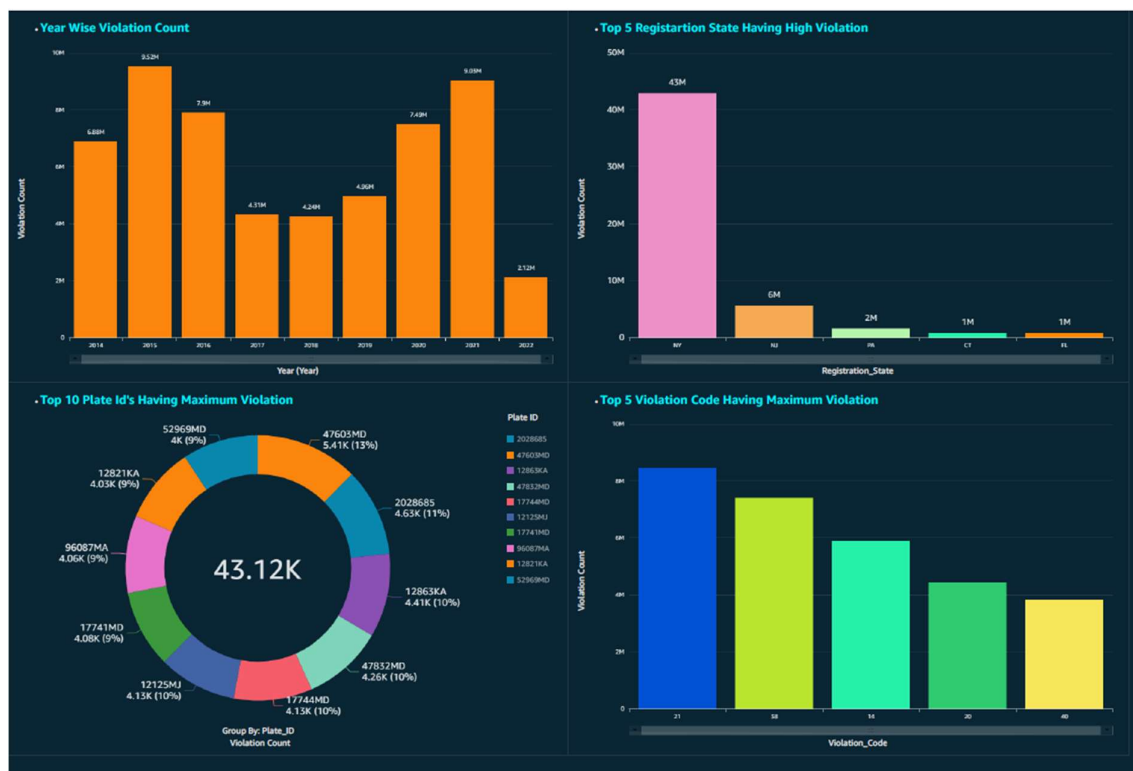 Year Wise Violation Count
10M
8M
6M
4M
2M
0
6.88M
9.52M
7.9M
4.31M
4.24M
4.96M
7.49M
2.12M
2014
2015
2016
2017
2018
2019
2020
2021
2022
Violation Count
Year (Year)
Top 5 Registartion State Having High Violation
50M
40M
30M
20M
10M
0
43M
6M
2M
1M
1M
NY
NJ
PA
CT
FL
Violation Count
Registration_State
Top 10 Plate Id's Having Maximum Violation
52969MD
4K (9%)
47603MD
5.41K (13%)
12821KA
4.03K (9%)
2028685
4.63K (11%)
96087MA
4.06K (9%)
12863KA
4.41K (10%)
17741MD
4.08K (9%)
47832MD
4.26K (10%)
12125MJ
4.13K (10%)
17744MD
4.13K (10%)
43.12K
Group By: Plate_ID
Violation Count
Plate ID
2028685
47603MD
12863KA
47832MD
17744MD
12125MJ
17741MD
96087MA
12821KA
52969MD
Top 5 Violation Code Having Maximum Violation
10M
8M
6M
4M
2M
0
21
14
20
40
Violation Count
Violation_Code